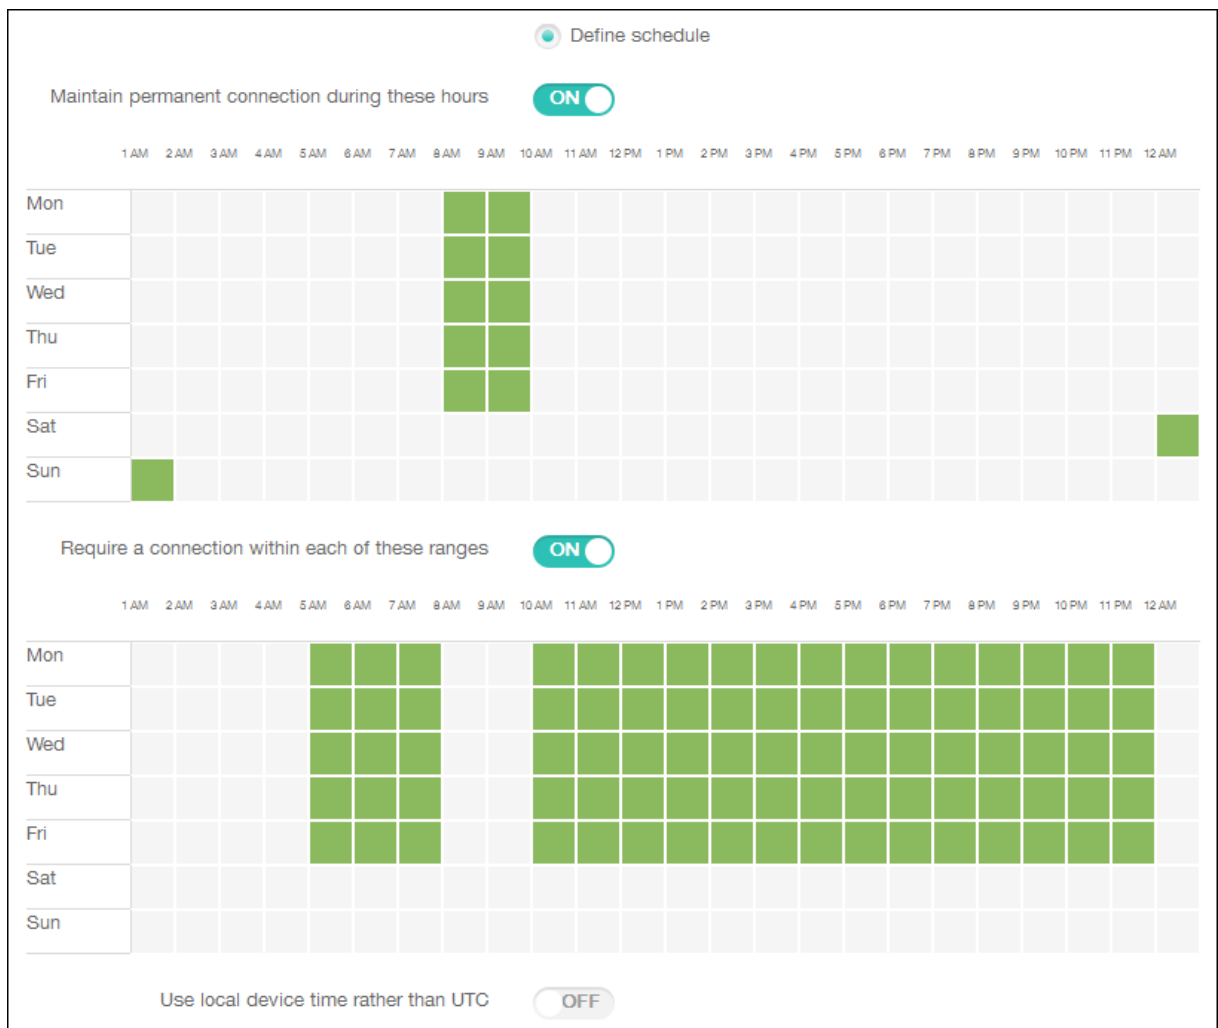 Define schedule
Maintain permanent connection during these hours ON
1 AM 2 AM 3 AM 4 AM 5 AM 6 AM 7 AM 8 AM 9 AM 10 AM 11 AM 12 PM 1 PM 2 PM 3 PM 4 PM 5 PM 6 PM 7 PM 8 PM 9 PM 10 PM 11 PM 12 AM
Mon
Tue
Wed
Thu
Fri
Sat
Sun
Require a connection within each of these ranges ON
1 AM 2 AM 3 AM 4 AM 5 AM 6 AM 7 AM 8 AM 9 AM 10 AM 11 AM 12 PM 1 PM 2 PM 3 PM 4 PM 5 PM 6 PM 7 PM 8 PM 9 PM 10 PM 11 PM 12 AM
Mon
Tue
Wed
Thu
Fri
Sat
Sun
Use local device time rather than UTC OFF